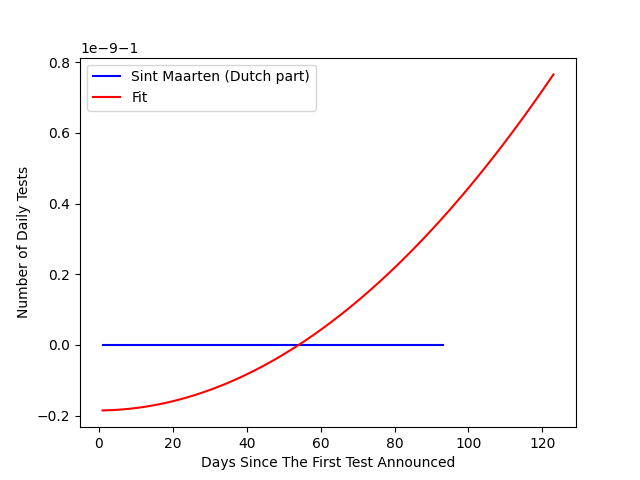 1e−9−1
0.8
0.6
0.4
0.2
0.0
−0.2
Number of Daily Tests
Sint Maarten (Dutch part)
Fit
0 20 40 60 80 100 120
Days Since The First Test Announced